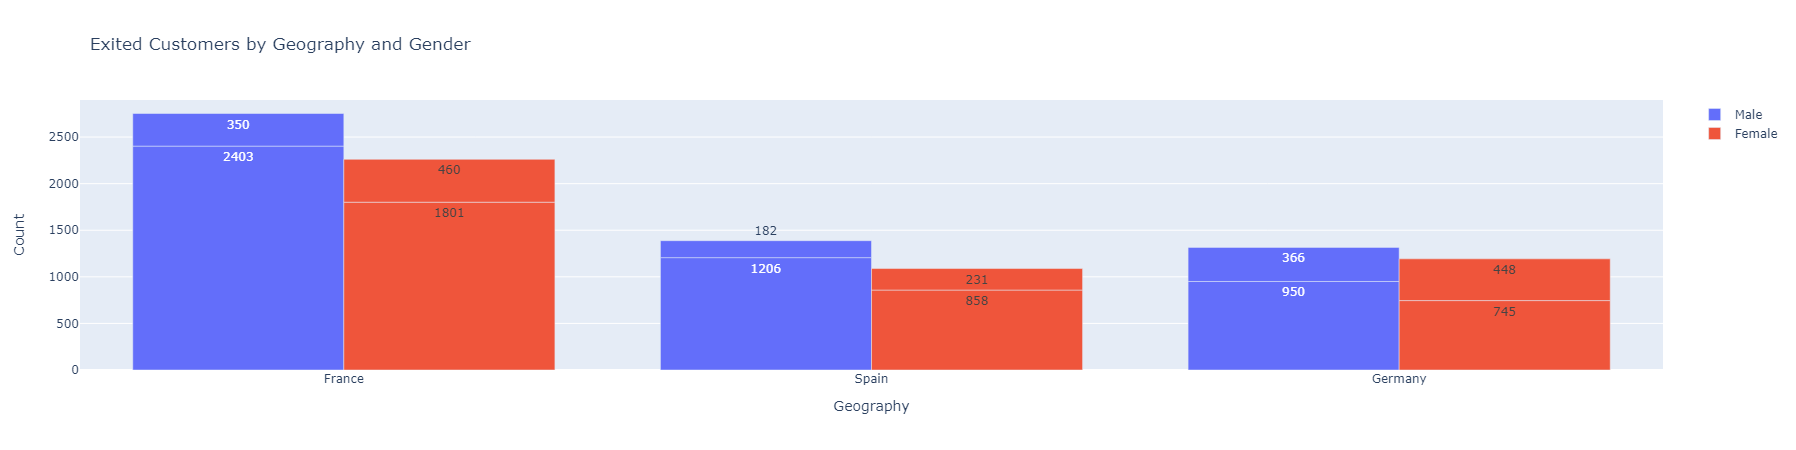 Exited Customers by Geography and Gender
Male
Female
Count
2500
2000
1500
1000
500
0
350
2403
460
1801
182
1206
231
858
366
950
448
745
France
Spain
Germany
Geography